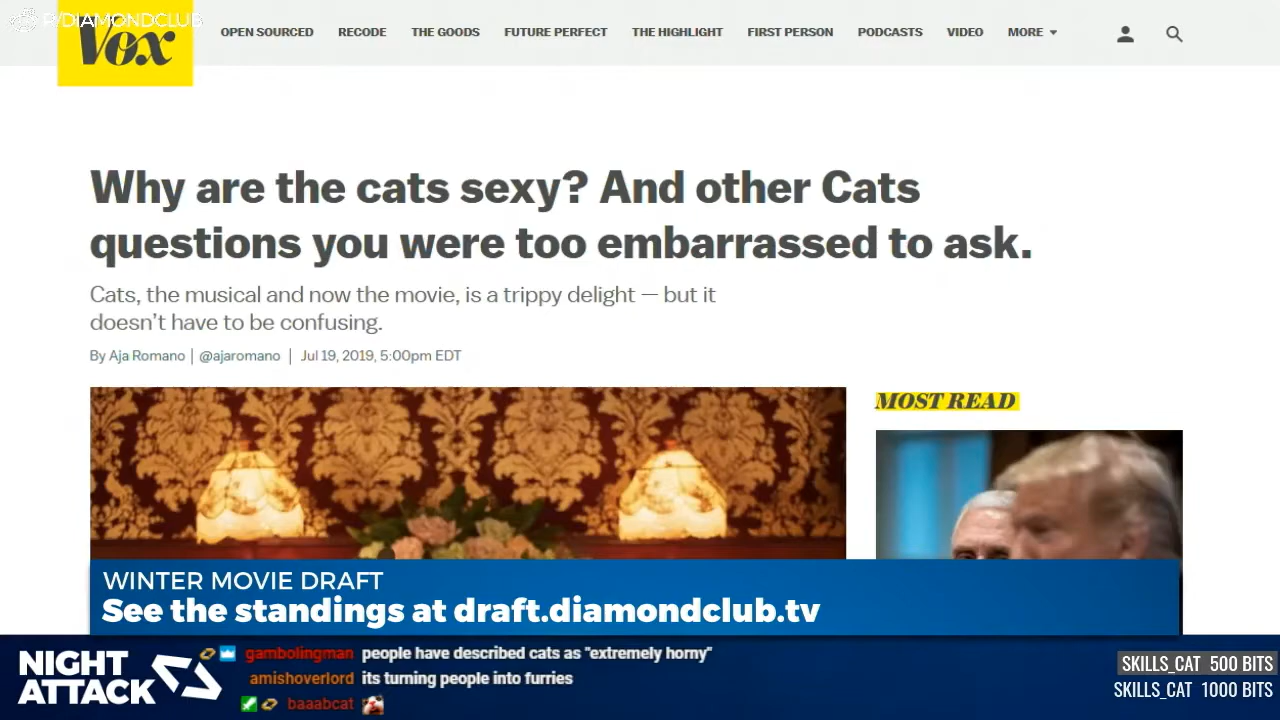 R/DIAMONDCLUB
Vox
OPEN SOURCED RECODE THE GOODS FUTURE PERFECT THE HIGHLIGHT FIRST PERSON PODCASTS VIDEO MORE
Why are the cats sexy? And other Cats
questions you were too embarrassed to ask.
Cats, the musical and now the movie, is a trippy delight — but it
doesn't have to be confusing.
By Aja Romano | @ajaromano | Jul 19, 2019, 5:00pm EDT
MOST READ
WINTER MOVIE DRAFT
See the standings at draft.diamondclub.tv
NIGHT
ATTACK
gambolingman people have described cats as "extremely horny"
amishoverlord its turning people into furries
baaabcat
SKILLS_CAT 500 BITS
SKILLS_CAT 1000 BITS